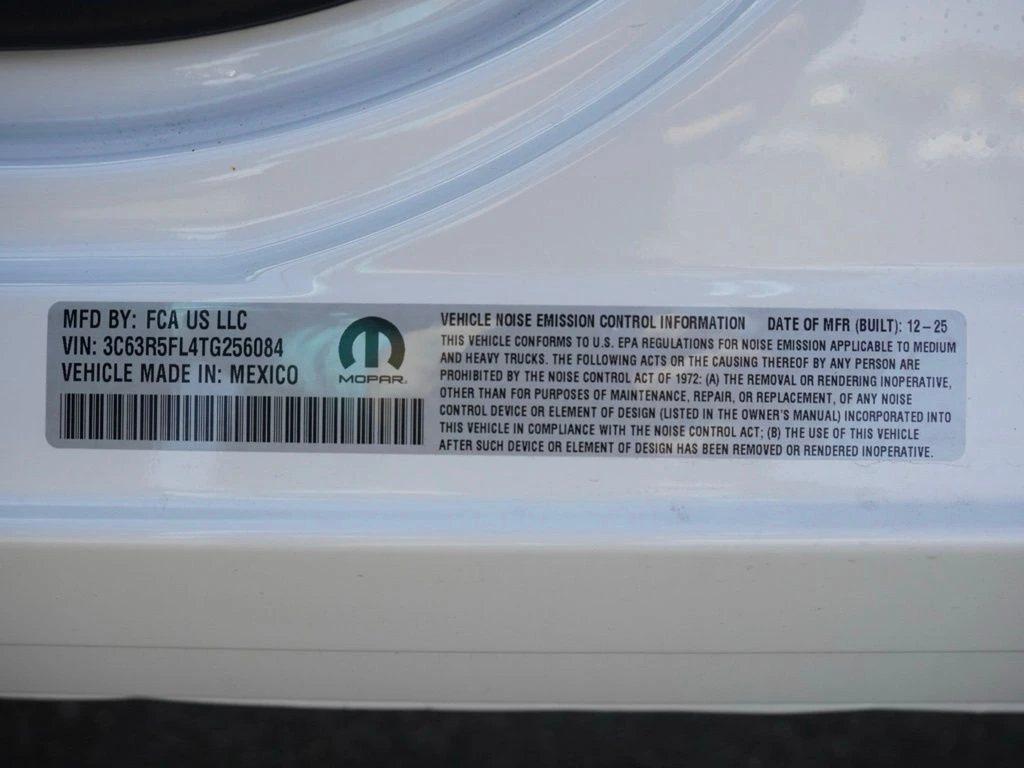 MFD BY: FCA US LLC
VIN: 3C63R5FL4TG256084
VEHICLE MADE IN: MEXICO
MOPAR
VEHICLE NOISE EMISSION CONTROL INFORMATION DATE OF MFR (BUILT): 12-25
THIS VEHICLE CONFORMS TO U.S. EPA REGULATIONS FOR NOISE EMISSION APPLICABLE TO MEDIUM
AND HEAVY TRUCKS. THE FOLLOWING ACTS OR THE CAUSING THEREOF BY ANY PERSON ARE
PROHIBITED BY THE NOISE CONTROL ACT OF 1972: (A) THE REMOVAL OR RENDERING INOPERATIVE,
OTHER THAN FOR PURPOSES OF MAINTENANCE, REPAIR, OR REPLACEMENT, OF ANY NOISE
CONTROL DEVICE OR ELEMENT OF DESIGN (LISTED IN THE OWNER'S MANUAL) INCORPORATED INTO
THIS VEHICLE IN COMPLIANCE WITH THE NOISE CONTROL ACT; (B) THE USE OF THIS VEHICLE
AFTER SUCH DEVICE OR ELEMENT OF DESIGN HAS BEEN REMOVED OR RENDERED INOPERATIVE.